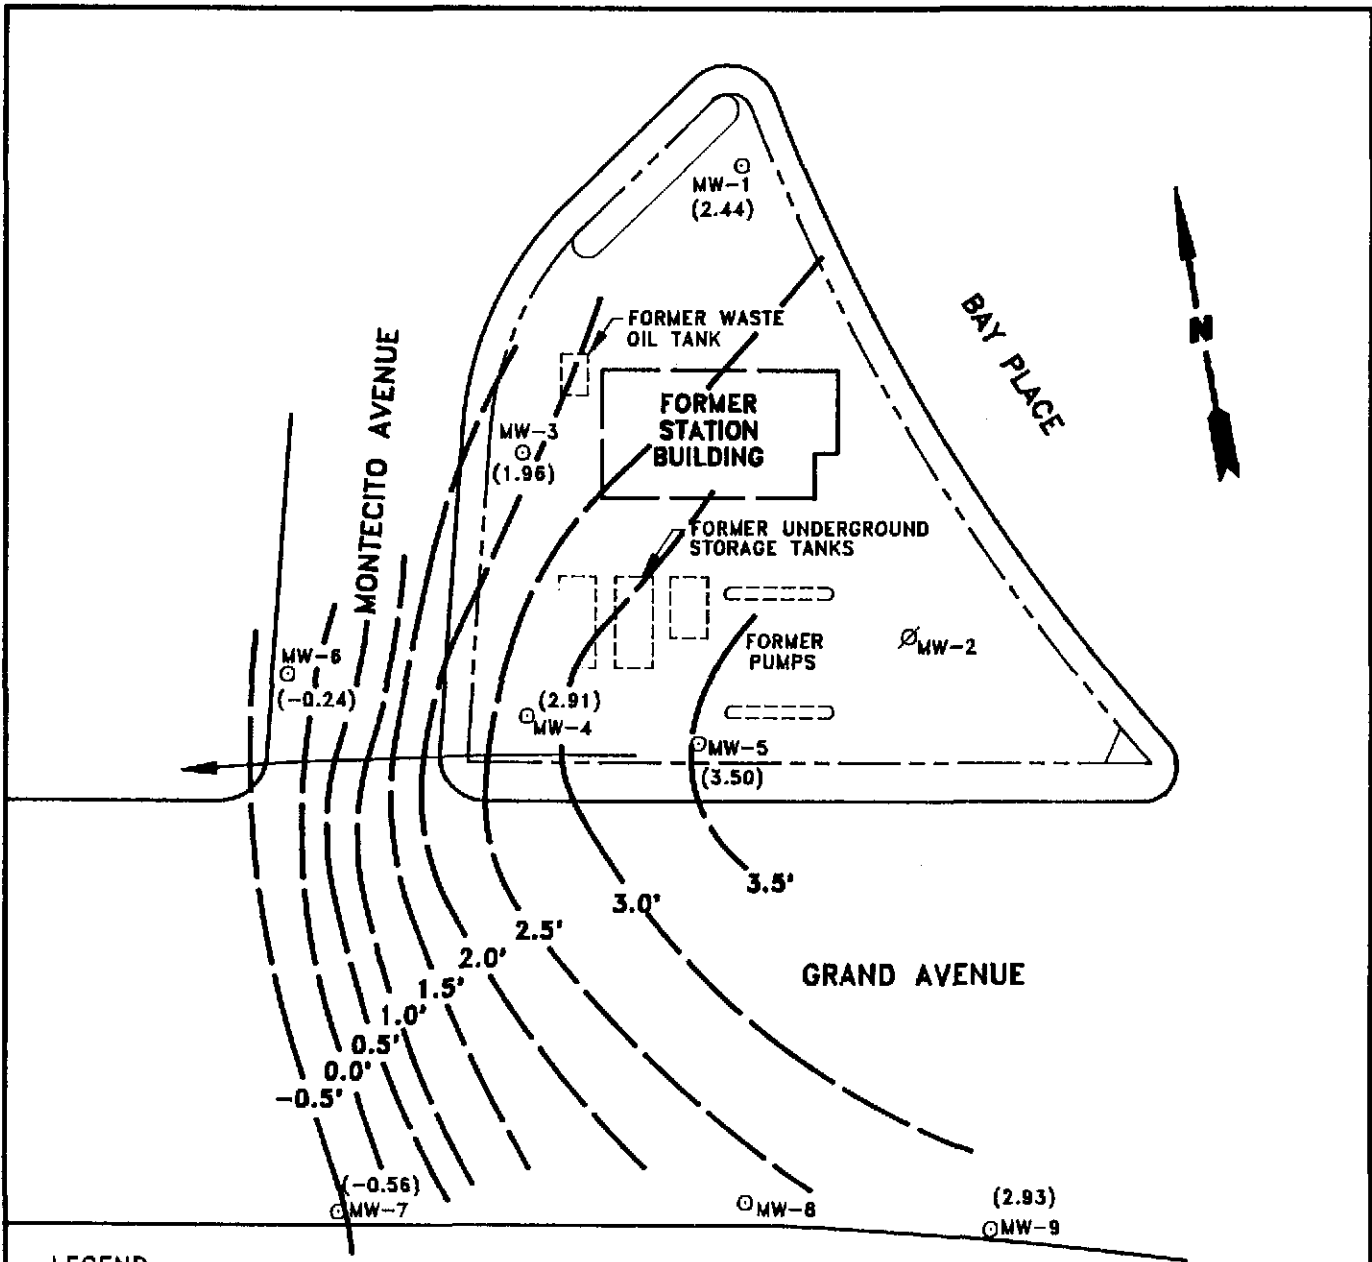 MW-1
(2.44)
N
BAY PLACE
FORMER WASTE
OIL TANK
MONTECITO AVENUE
FORMER
STATION
BUILDING
MW-3
(1.96)
FORMER UNDERGROUND
STORAGE TANKS
FORMER
PUMPS
MW-2
MW-6
(-0.24)
(2.91)
MW-4
MW-5
(3.50)
3.5'
3.0'
2.5'
2.0'
1.5'
1.0'
0.5'
0.0'
-0.5'
GRAND AVENUE
(-0.56)
MW-7
MW-8
(2.93)
MW-9
LEGEND